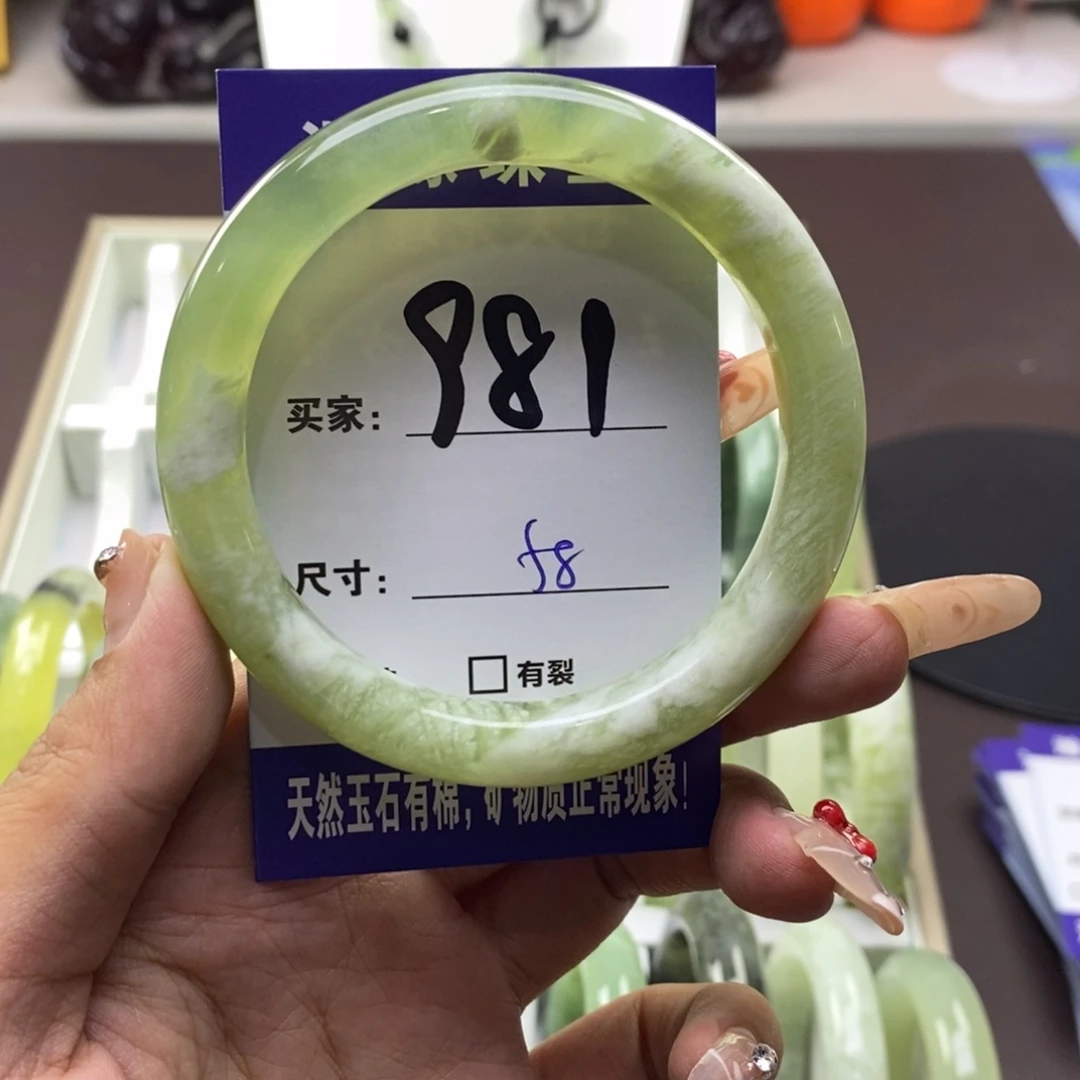 买家: 981
尺寸: 58
□有裂
天然玉石有棉,矿物质正常现象!